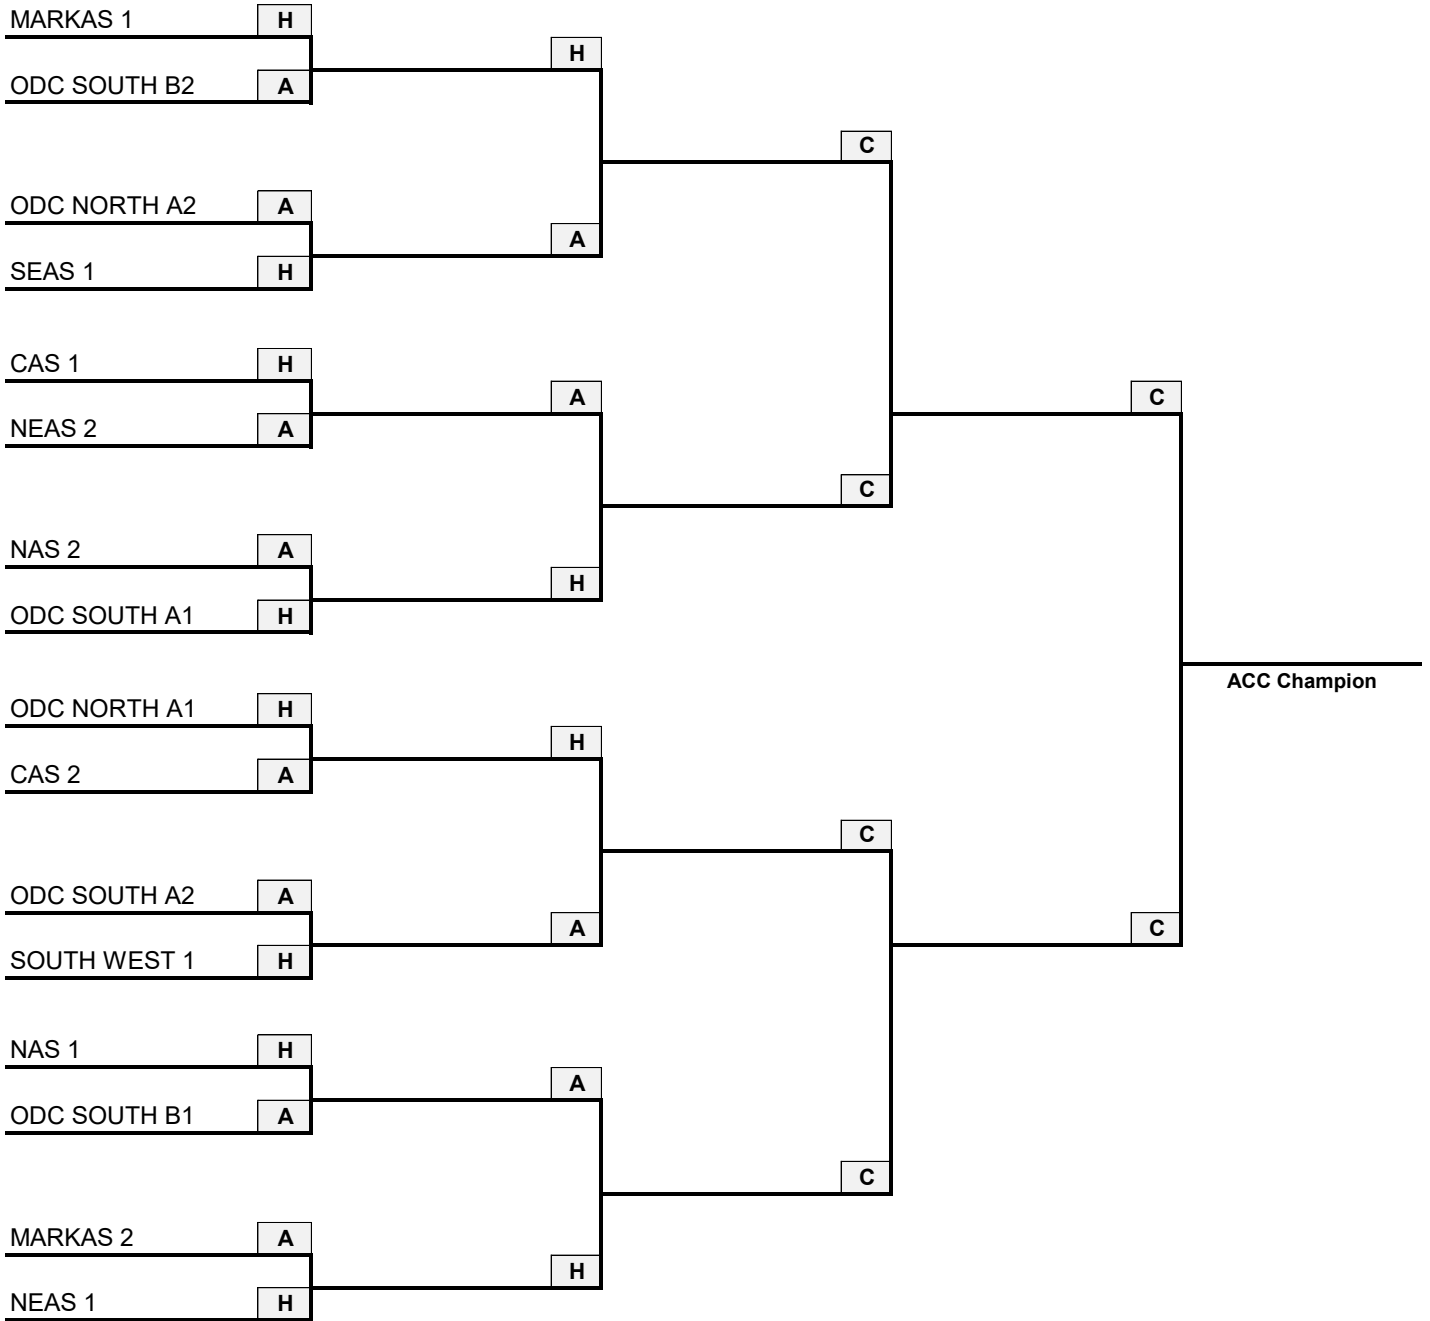 MARKAS 1 H
H
ODC SOUTH B2 A
C
ODC NORTH A2 A
A
SEAS 1 H
CAS 1 H
A C
NEAS 2 A
C
NAS 2 A
H
ODC SOUTH A1 H
ACC Champion
ODC NORTH A1 H
H
CAS 2 A
C
ODC SOUTH A2 A
A C
SOUTH WEST 1 H
NAS 1 H
A
ODC SOUTH B1 A
C
MARKAS 2 A
H
NEAS 1 H